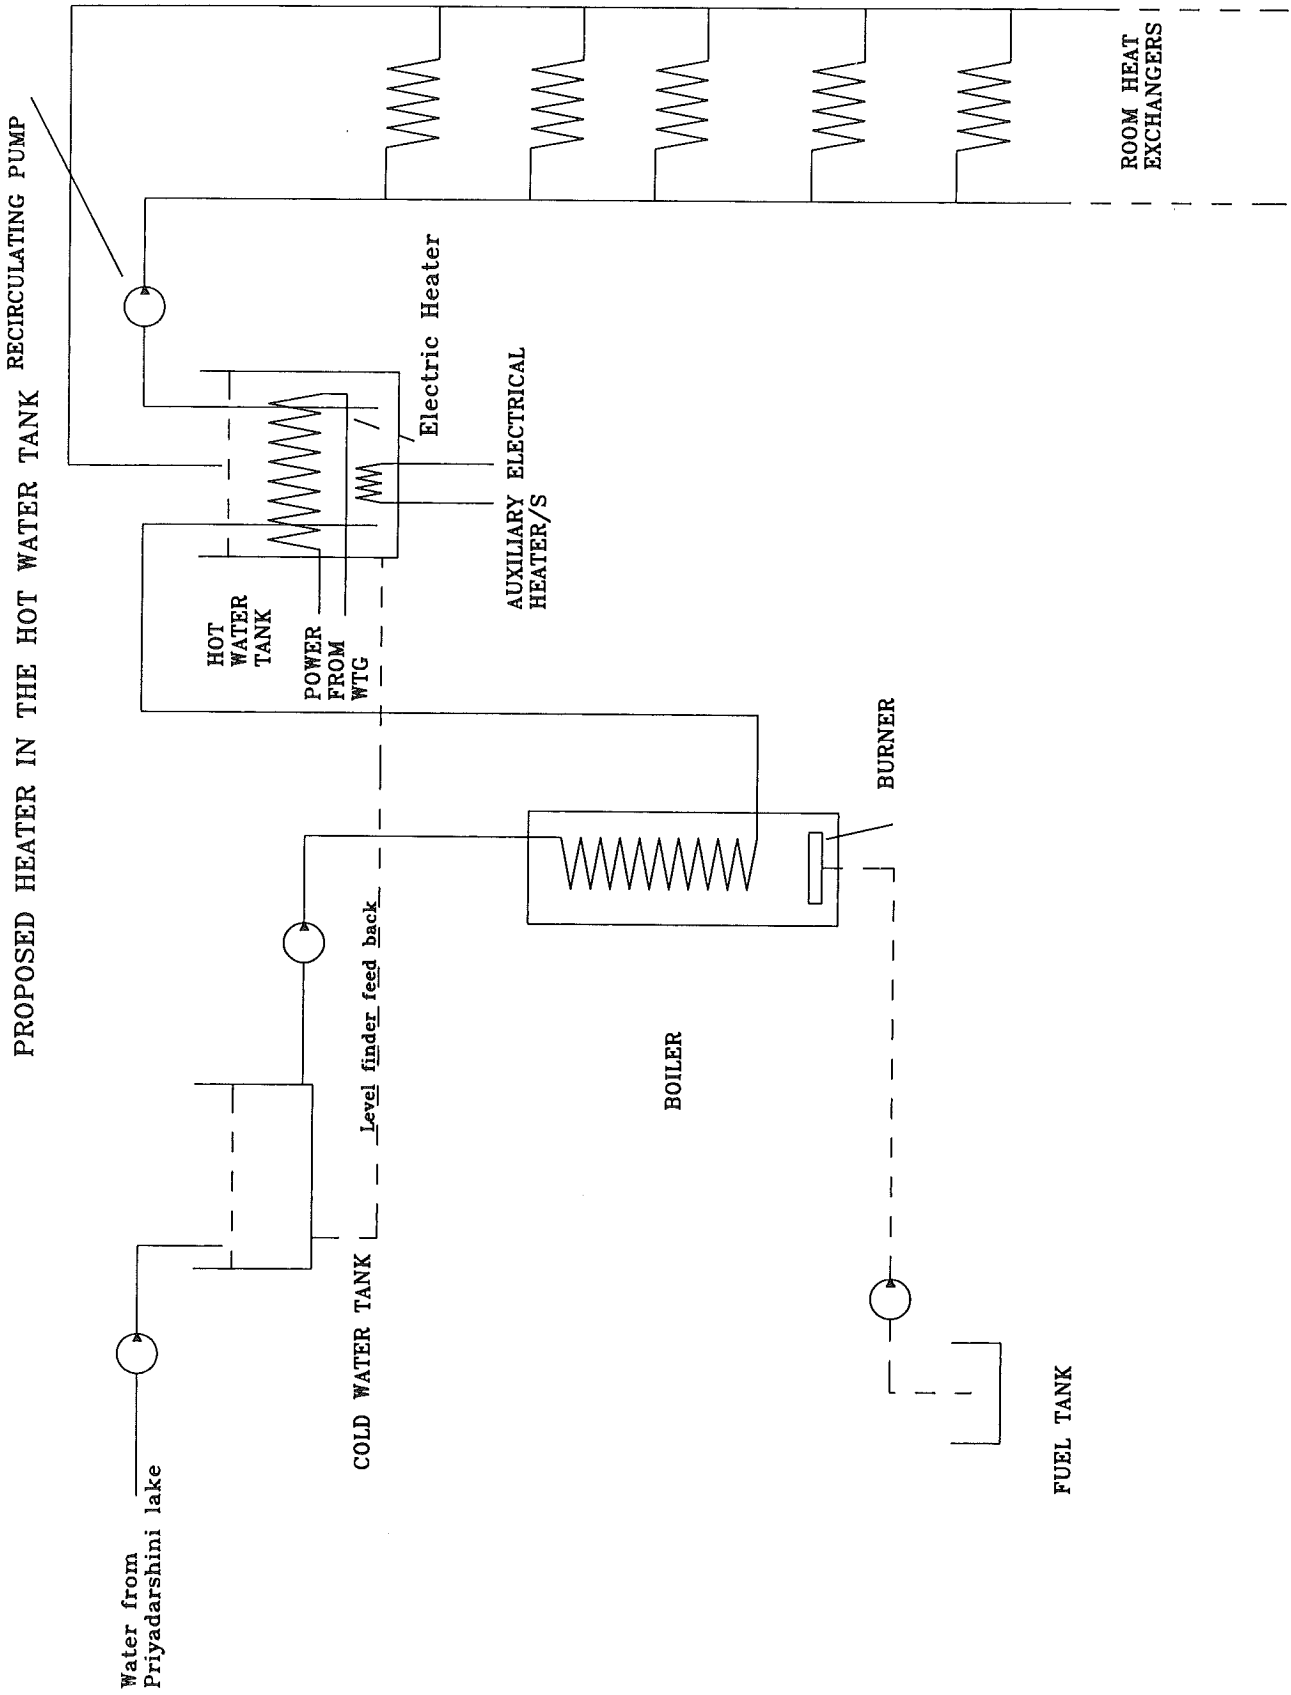 PROPOSED HEATER IN THE HOT WATER TANK
RECIRCULATING PUMP
Water from
Priyadarshini lake
COLD WATER TANK
Level finder feed back
HOT
WATER
TANK
POWER
FROM
WTG
Electric Heater
AUXILIARY ELECTRICAL
HEATER/S
ROOM HEAT
EXCHANGERS
BOILER
BURNER
FUEL TANK